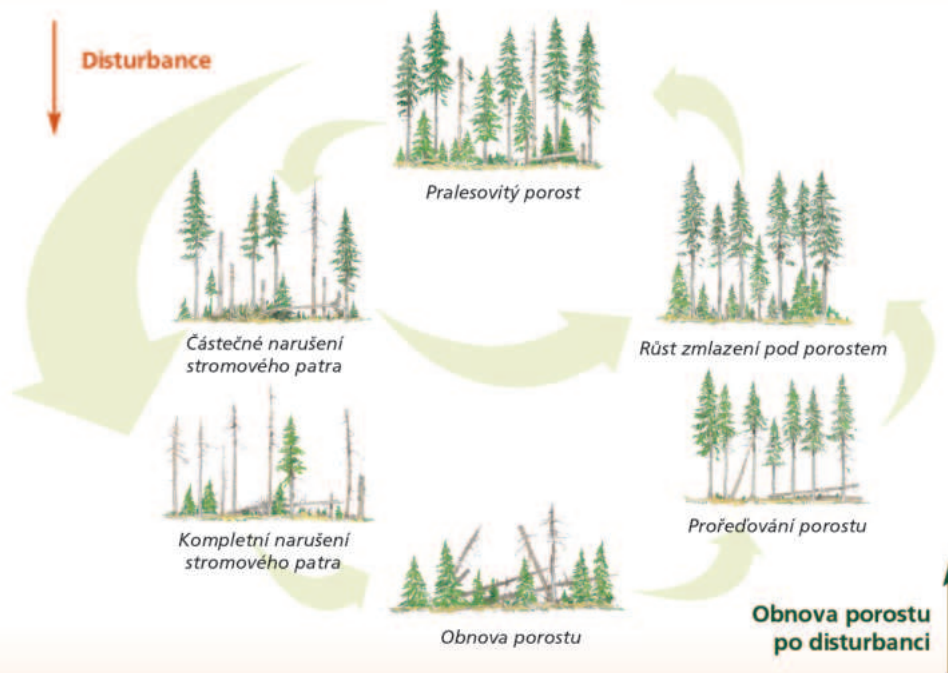 Disturbance
Pralesovitý porost
Částečné narušení
stromového patra
Růst zmlazení pod porostem
Kompletní narušení
stromového patra
Prořeďování porostu
Obnova porostu
Obnova porostu
po disturbanci